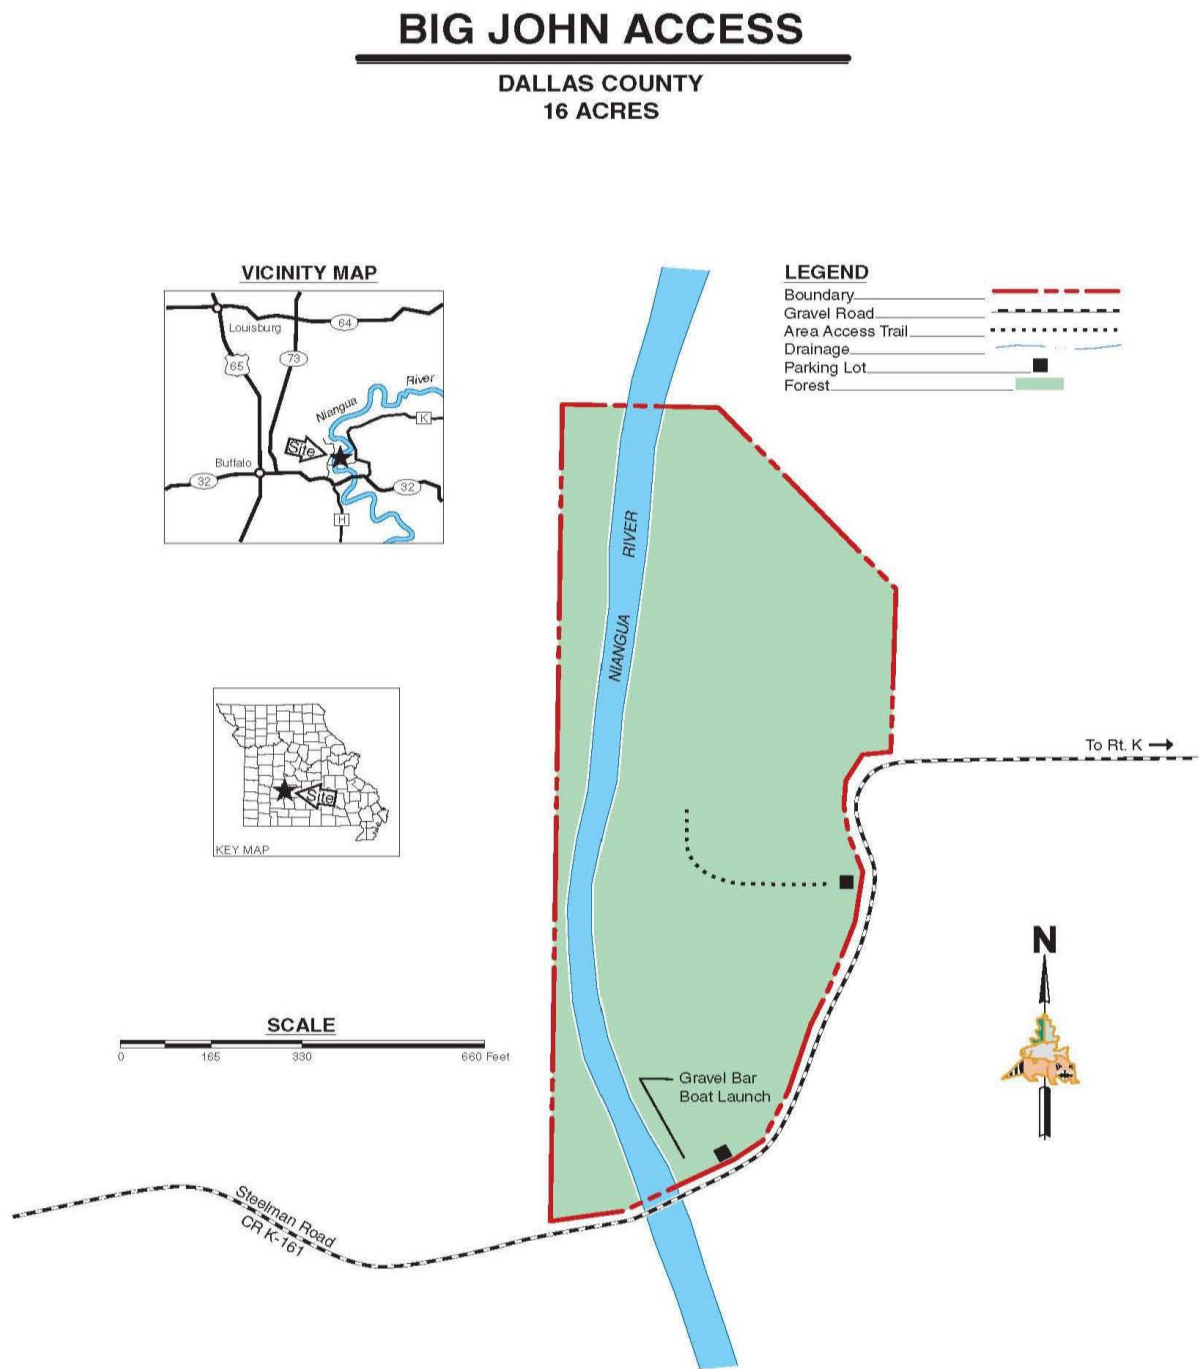 BIG JOHN ACCESS
DALLAS COUNTY
16 ACRES
VICINITY MAP
Louisburg
64
65
73
River
Niangua
K
Site
Buffalo
32
32
H
LEGEND
Boundary
Gravel Road
Area Access Trail
Drainage
Parking Lot
Forest
NIANGUA RIVER
Site
KEY MAP
To Rt. K
N
SCALE
0 165 330 660 Feet
Gravel Bar
Boat Launch
Steelman Road
CR K-161